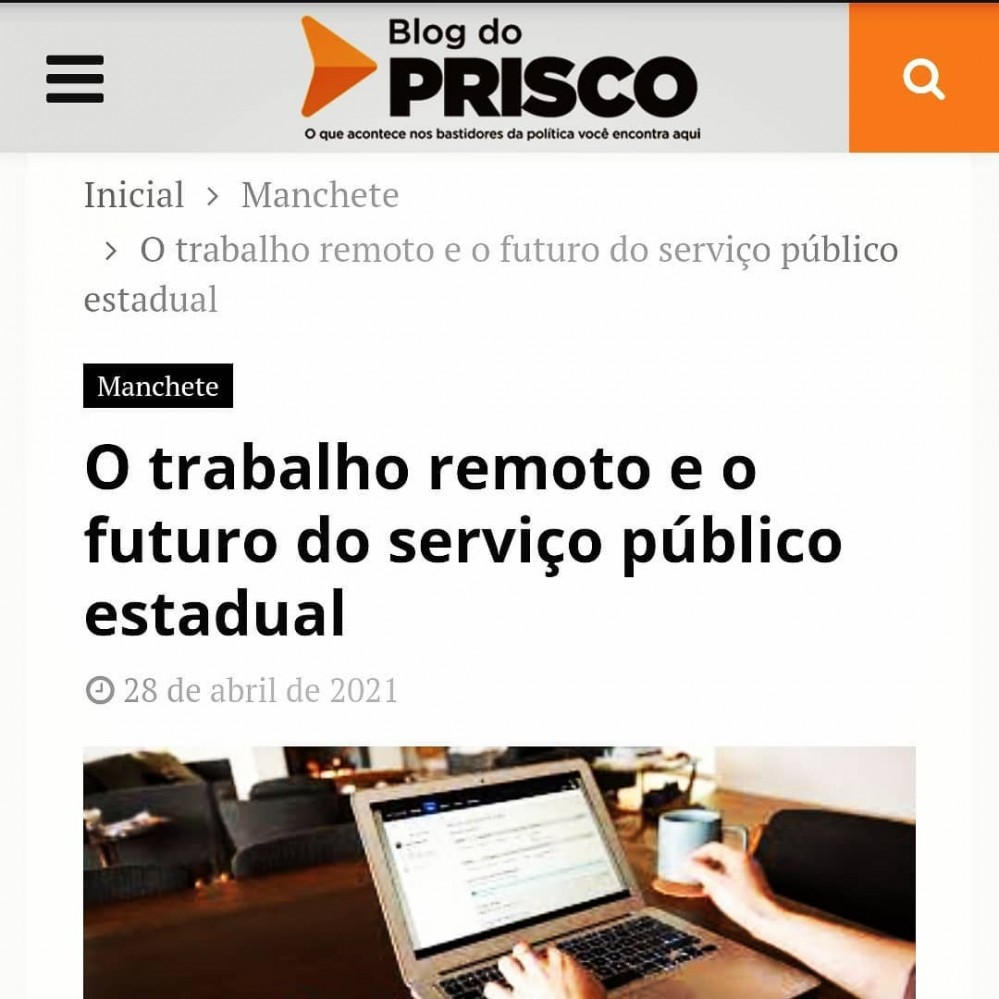 Blog do
PRISCO
O que acontece nos bastidores da política você encontra aqui
Inicial > Manchete
> O trabalho remoto e o futuro do serviço público
estadual
Manchete
O trabalho remoto e o
futuro do serviço público
estadual
28 de abril de 2021